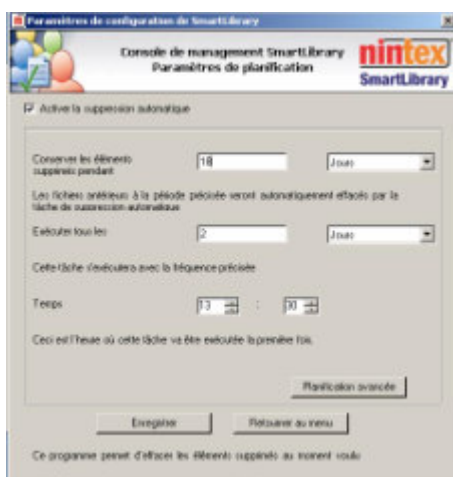 Paramètres de configuration de SmartLibrary
Console de management SmartLibrary
Paramètres de planification
nintex
SmartLibrary
Activer la suppression automatique
Conserver les éléments
supprimés pendant
18
Jours
Les fichiers antérieurs à la période précisée seront automatiquement effacés par la
tâche de suppression automatique
Exécuter tous les
2
Jours
Cette tâche s'exécutera avec la fréquence précisée
Temps
13 : 30
Ceci est l'heure où cette tâche va être exécutée la première fois.
Planification avancée
Enregistrer
Retourner au menu
Ce programme permet d'effacer les éléments supprimés au moment voulu